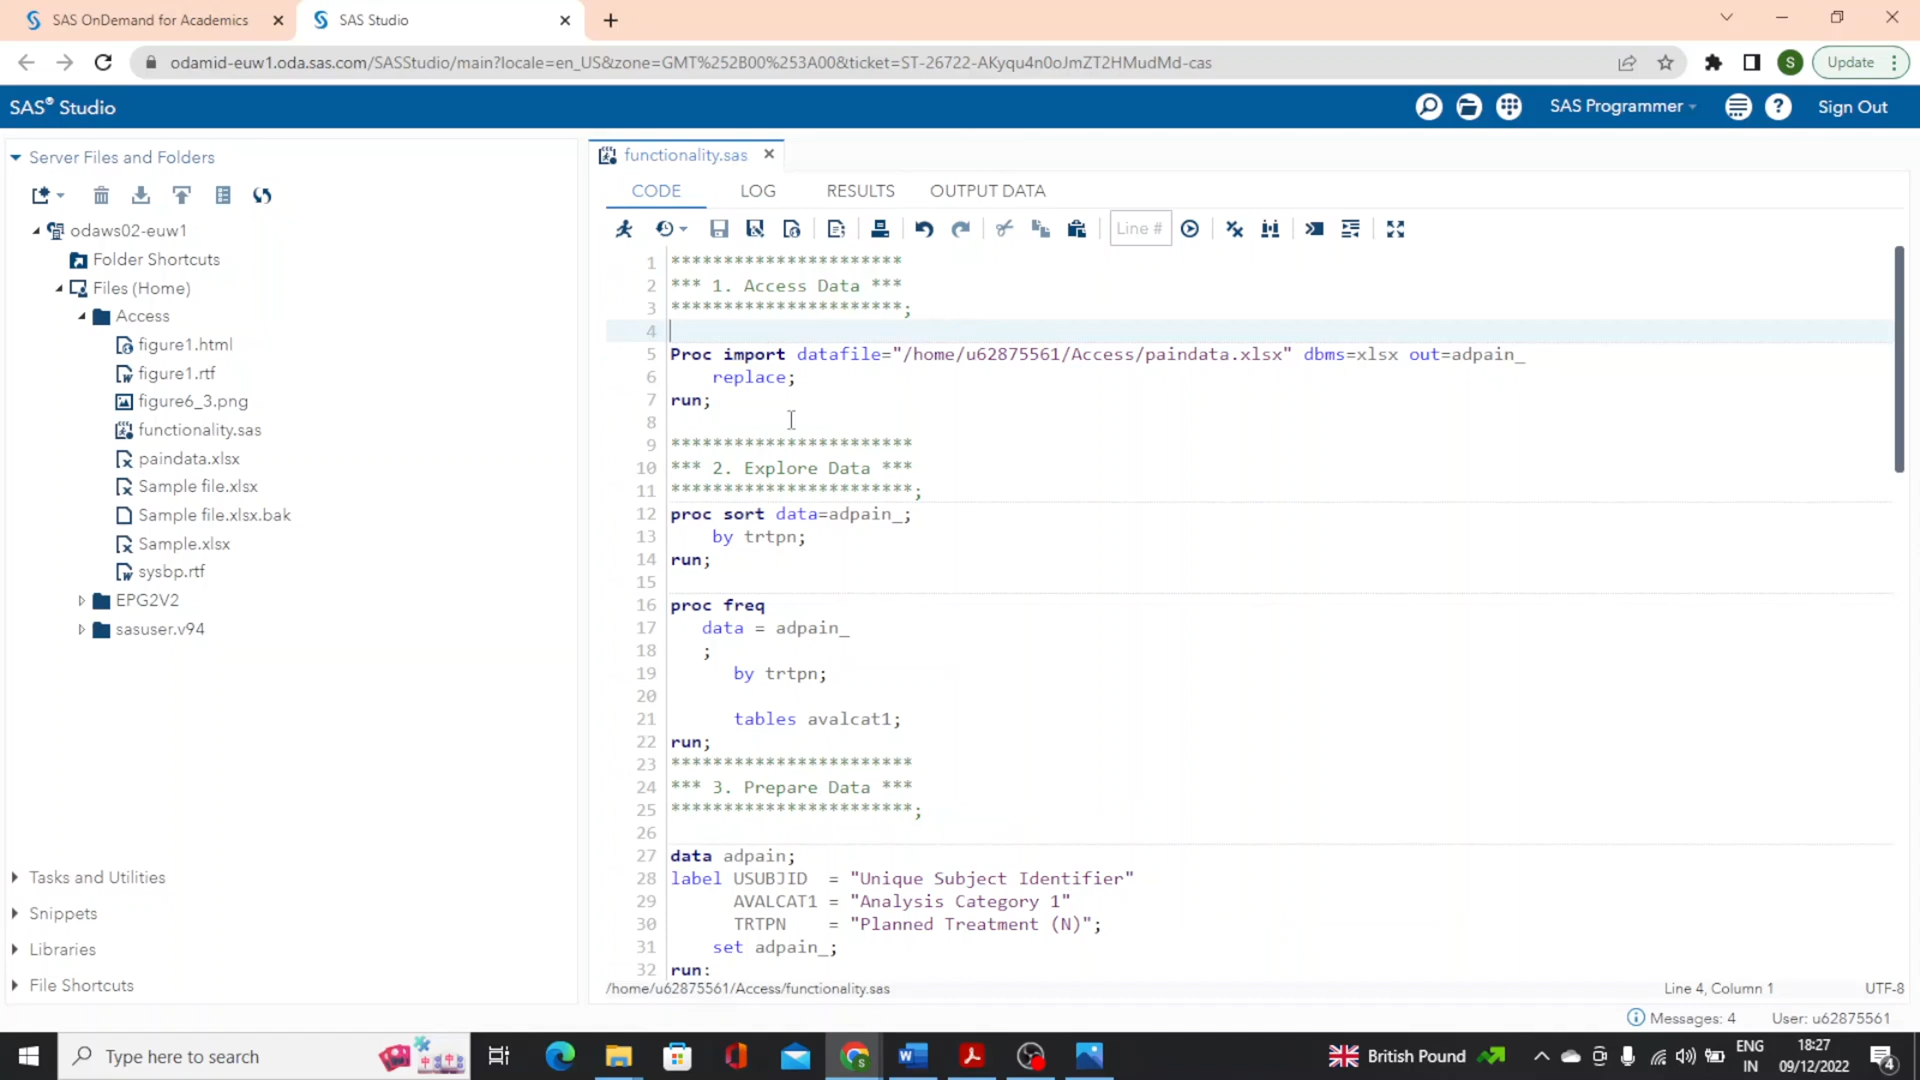 SAS OnDemand for Academics
SAS Studio
odamid-euw1.oda.sas.com/SASStudio/main?locale=en_US&zone=GMT%252B00%253A00&ticket=ST-26722-AKyqu4n0oJmZT2HMudMd-cas
S
Update
SAS® Studio
SAS Programmer
Sign Out
Server Files and Folders
odaws02-euw1
Folder Shortcuts
Files (Home)
Access
figure1.html
figure1.rtf
figure6_3.png
functionality.sas
paindata.xlsx
Sample file.xlsx
Sample file.xlsx.bak
Sample.xlsx
sysbp.rtf
EPG2V2
sasuser.v94
Tasks and Utilities
Snippets
Libraries
File Shortcuts
functionality.sas
CODE LOG RESULTS OUTPUT DATA
Line #
1 **********************
2 *** 1. Access Data ***
3 **********************;
4
5 Proc import datafile="/home/u62875561/Access/paindata.xlsx" dbms=xlsx out=adpain_
6 replace;
7 run;
8
9 ***********************
10 *** 2. Explore Data ***
11 ***********************;
12 proc sort data=adpain_;
13 by trtpn;
14 run;
15
16 proc freq
17 data = adpain_
18 ;
19 by trtpn;
20
21 tables avalcat1;
22 run;
23 ***********************
24 *** 3. Prepare Data ***
25 ***********************;
26
27 data adpain;
28 label USUBJID = "Unique Subject Identifier"
29 AVALCAT1 = "Analysis Category 1"
30 TRTPN = "Planned Treatment (N)";
31 set adpain_;
32 run;
/home/u62875561/Access/functionality.sas
Line 4, Column 1
UTF-8
Messages: 4
User: u62875561
Type here to search
British Pound
ENG
IN
18:27
09/12/2022
4